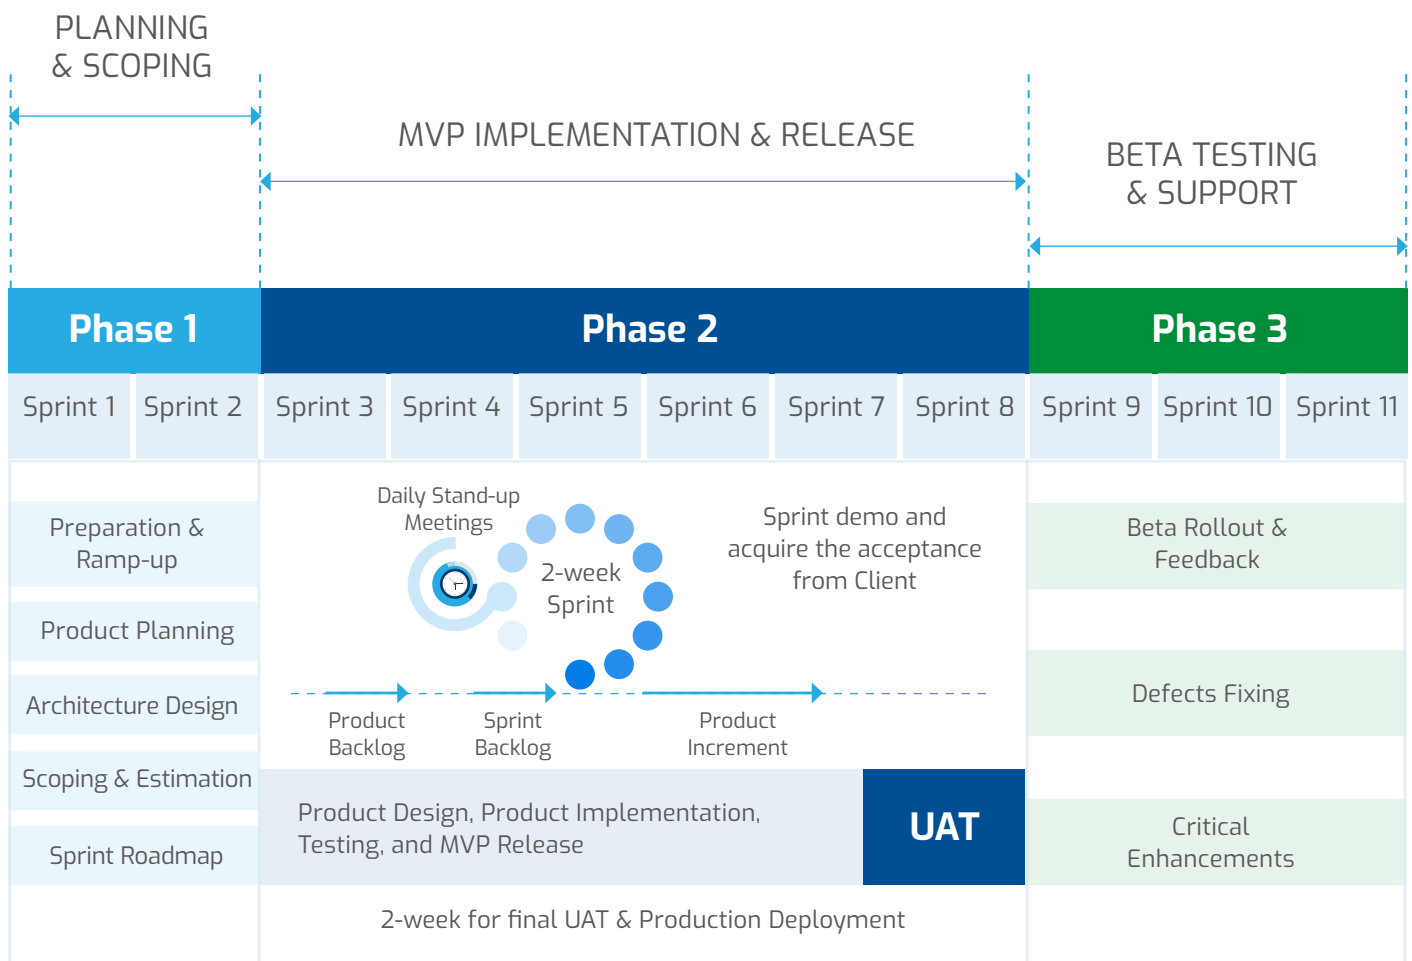 PLANNING
& SCOPING
MVP IMPLEMENTATION & RELEASE
BETA TESTING
& SUPPORT
Phase 1
Phase 2
Phase 3
Sprint 1
Sprint 2
Sprint 3
Sprint 4
Sprint 5
Sprint 6
Sprint 7
Sprint 8
Sprint 9
Sprint 10
Sprint 11
Preparation &
Ramp-up
Product Planning
Architecture Design
Scoping & Estimation
Sprint Roadmap
Daily Stand-up
Meetings
2-week
Sprint
Sprint demo and
acquire the acceptance
from Client
Product
Backlog
Sprint
Backlog
Product
Increment
Product Design, Product Implementation,
Testing, and MVP Release
UAT
2-week for final UAT & Production Deployment
Beta Rollout &
Feedback
Defects Fixing
Critical
Enhancements